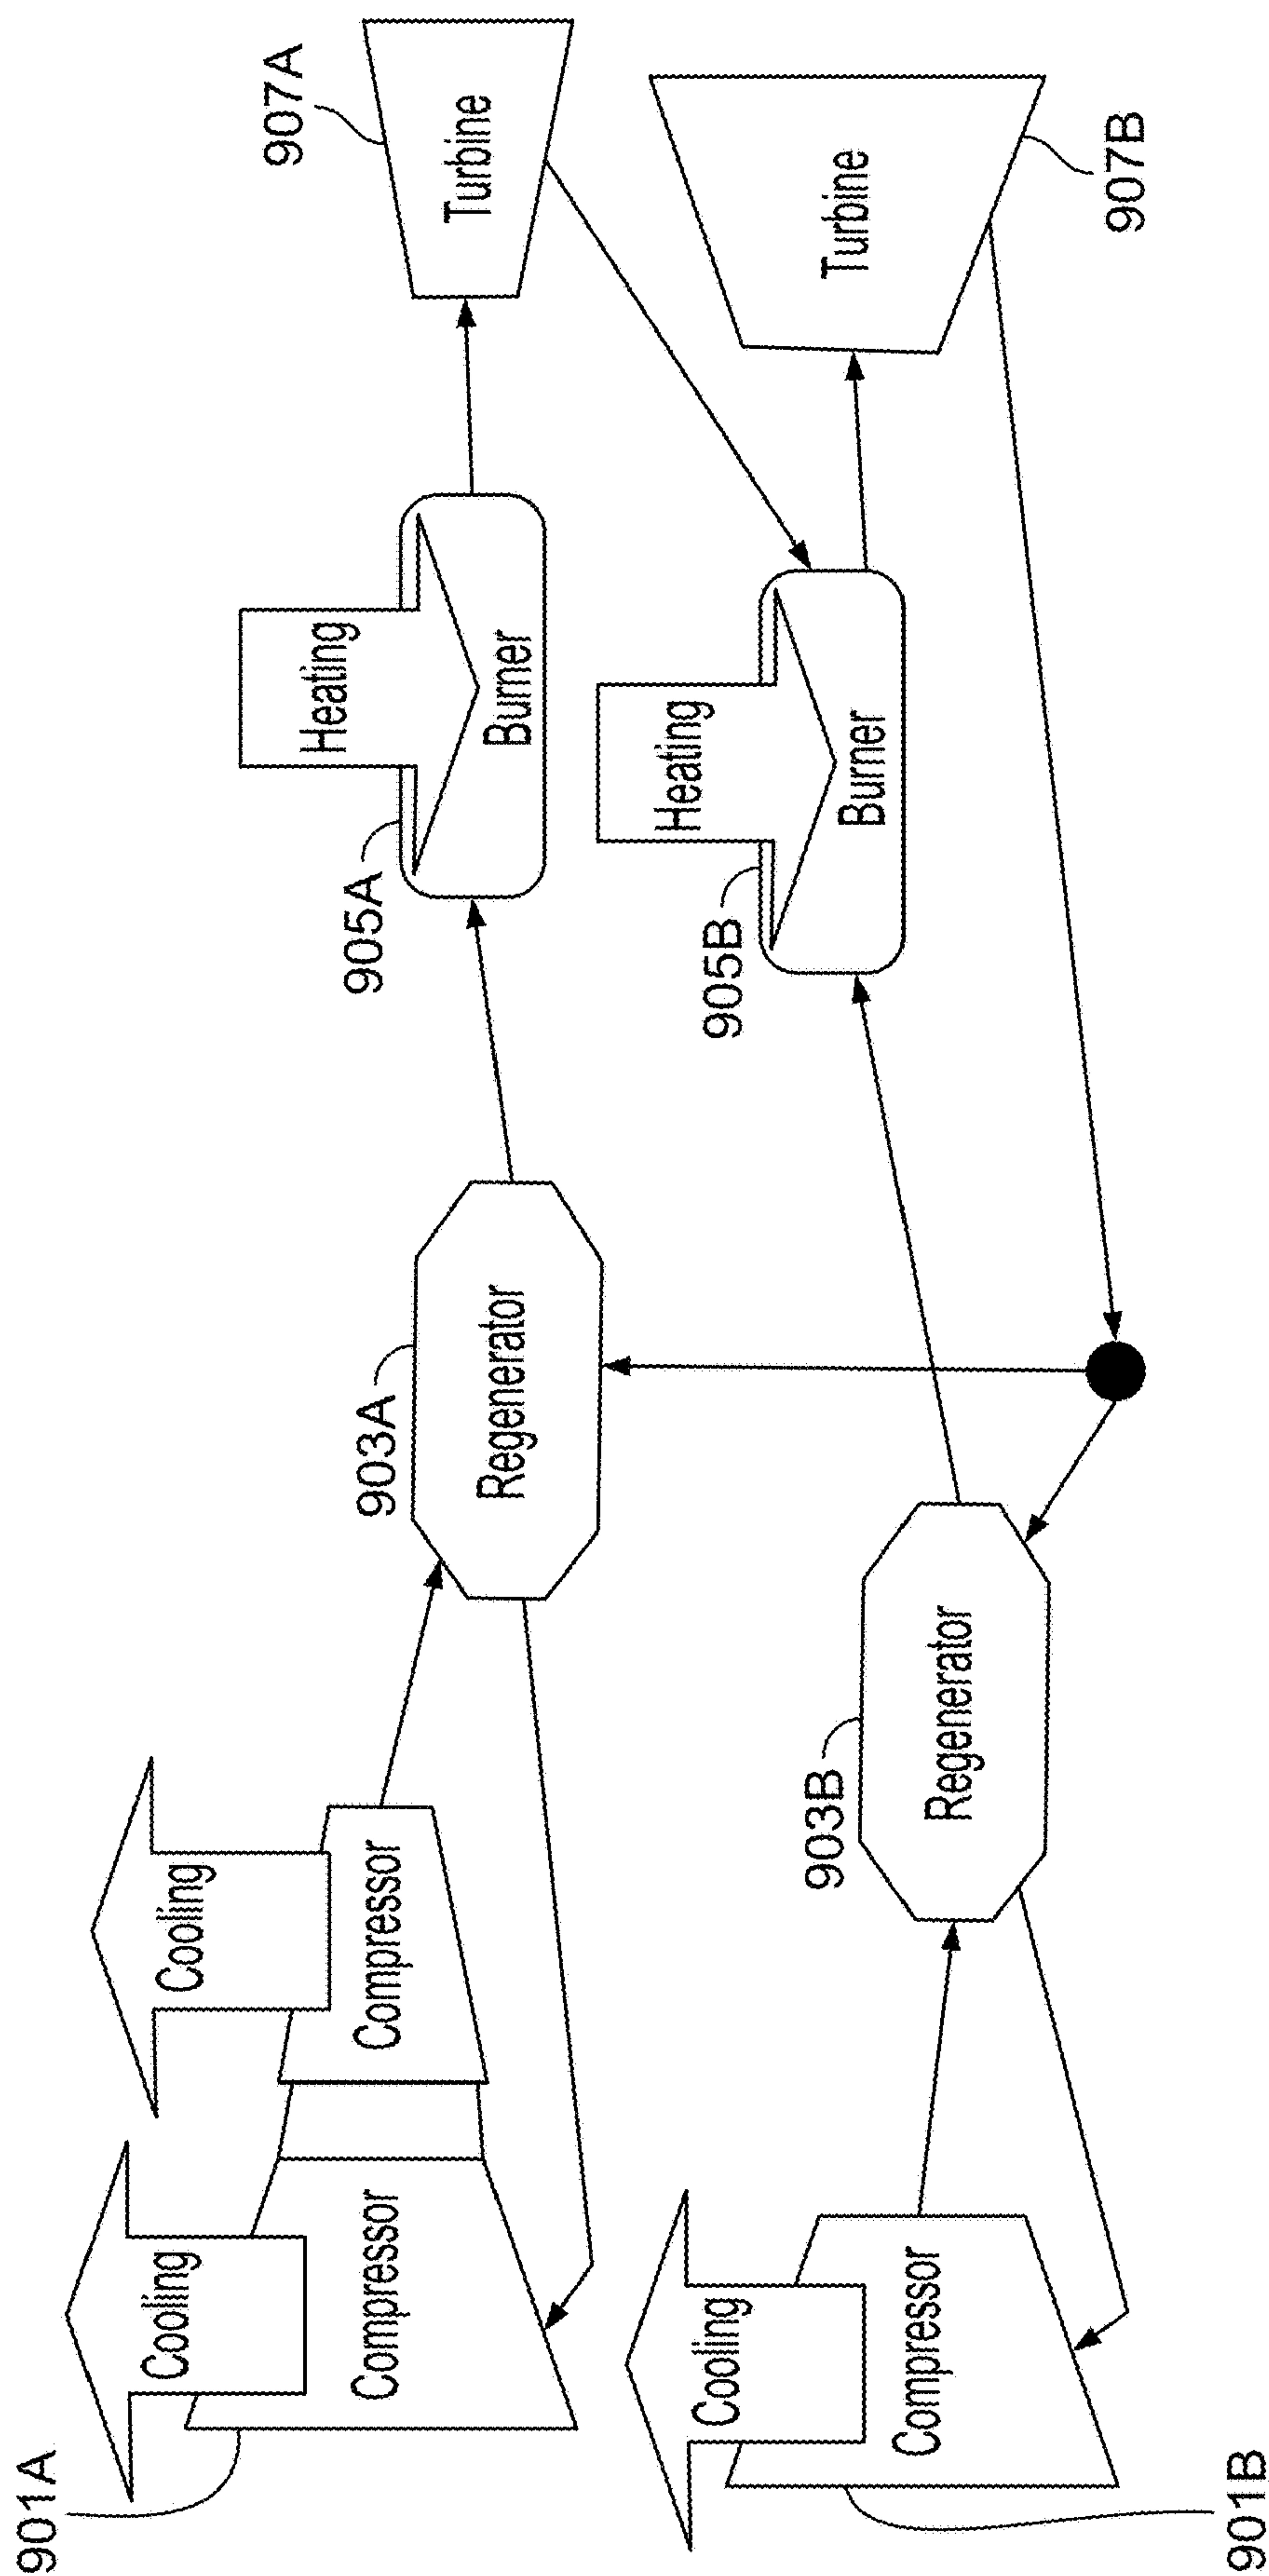 901A
Cooling
Compressor
Cooling
Compressor
903A
Regenerator
905A
Heating
Burner
907A
Turbine
901B
Cooling
Compressor
903B
Regenerator
905B
Heating
Burner
907B
Turbine